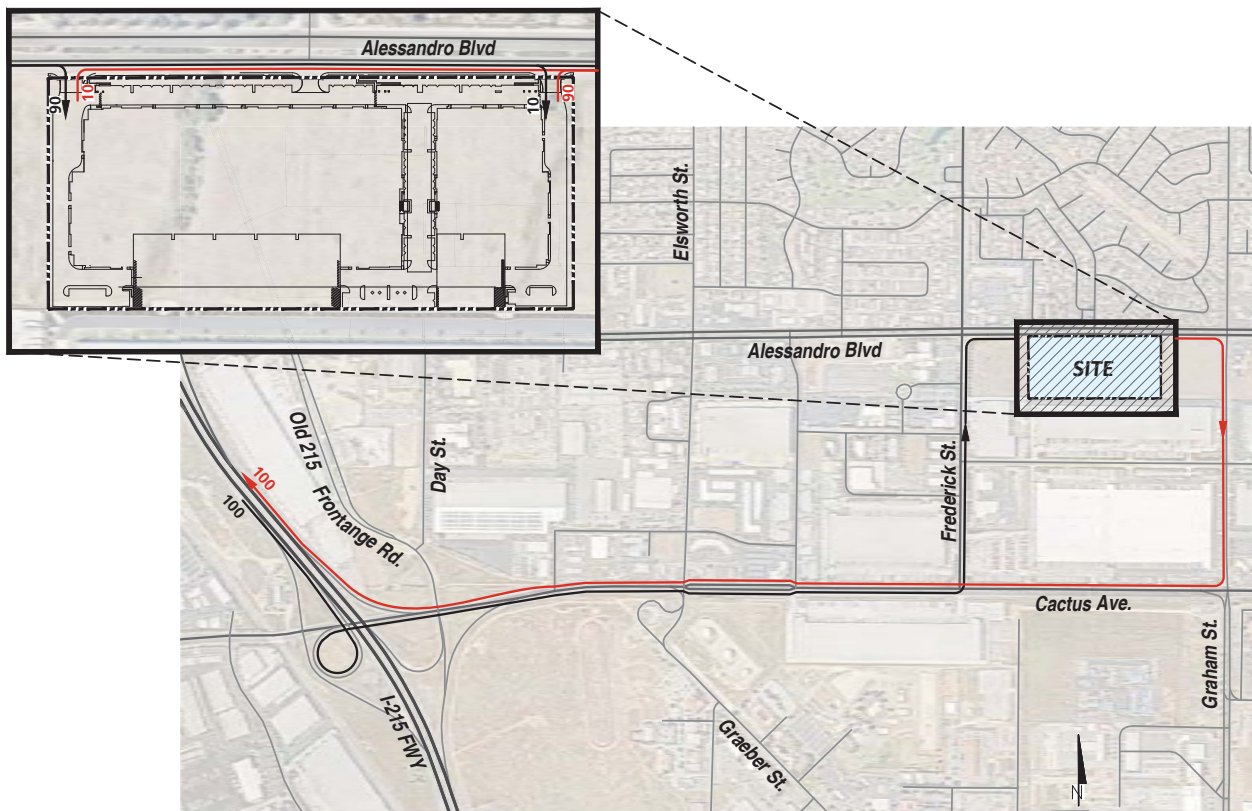 Alessandro Blvd
90
10
10
90
Elsworth St.
Alessandro Blvd
SITE
Old 215
Frontange Rd.
Day St.
Frederick St.
100
100
Cactus Ave.
Graham St.
I-215 FWY
Graeber St.
N